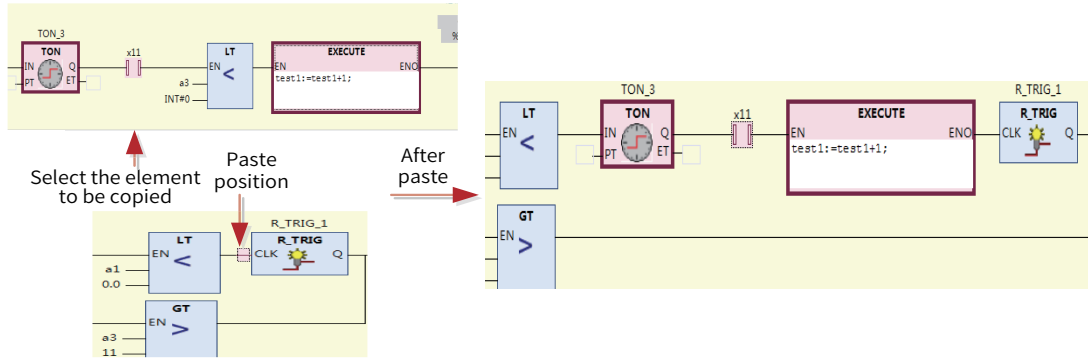 TON_3
TON
IN Q
PT ET
x11
LT
EN
<
a3
INT#0
EXECUTE
EN ENO
test1:=test1+1;
%
Select the element
to be copied
Paste
position
After
paste
R_TRIG_1
LT
EN
<
a1
0.0
R_TRIG
CLK Q
GT
EN
>
a3
11
LT
EN
<
TON_3
TON
IN Q
PT ET
x11
EXECUTE
EN ENO
test1:=test1+1;
R_TRIG_1
R_TRIG
CLK Q
GT
EN
>